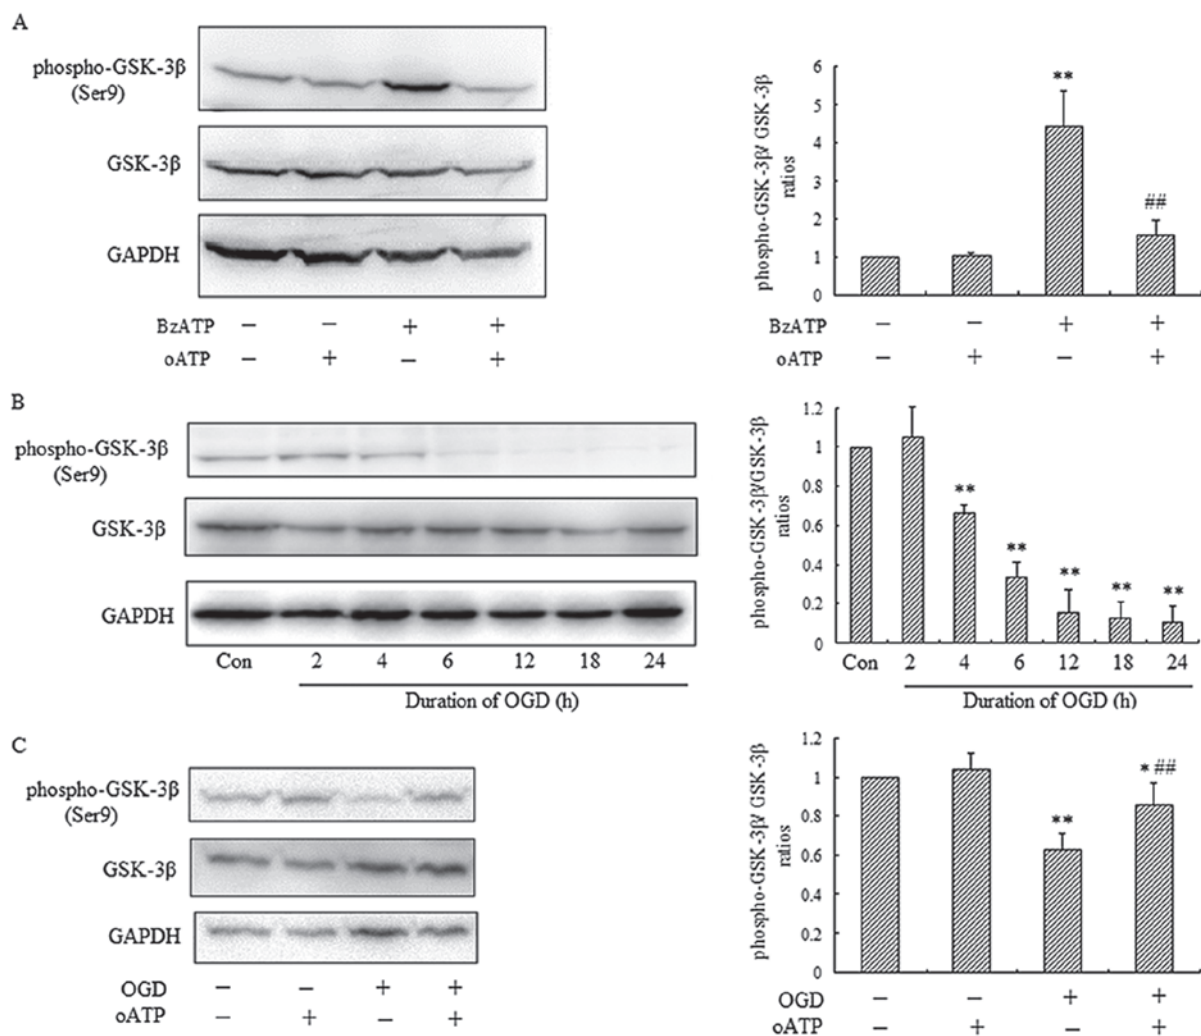 A
phospho-GSK-3β
(Ser9)
GSK-3β
GAPDH
BzATP − − + +
oATP − + − +
phospho-GSK-3β/ GSK-3β
ratios
6
5
4
3
2
1
0
**
##
BzATP − − + +
oATP − + − +
B
phospho-GSK-3β
(Ser9)
GSK-3β
GAPDH
Con 2 4 6 12 18 24
Duration of OGD (h)
phospho-GSK-3β/GSK-3β
ratios
1.2
1
0.8
0.6
0.4
0.2
0
** ** ** ** **
Con 2 4 6 12 18 24
Duration of OGD (h)
C
phospho-GSK-3β
(Ser9)
GSK-3β
GAPDH
OGD − − + +
oATP − + − +
phospho-GSK-3β/ GSK-3β
ratios
1.2
1
0.8
0.6
0.4
0.2
0
**
* ##
OGD − − + +
oATP − + − +